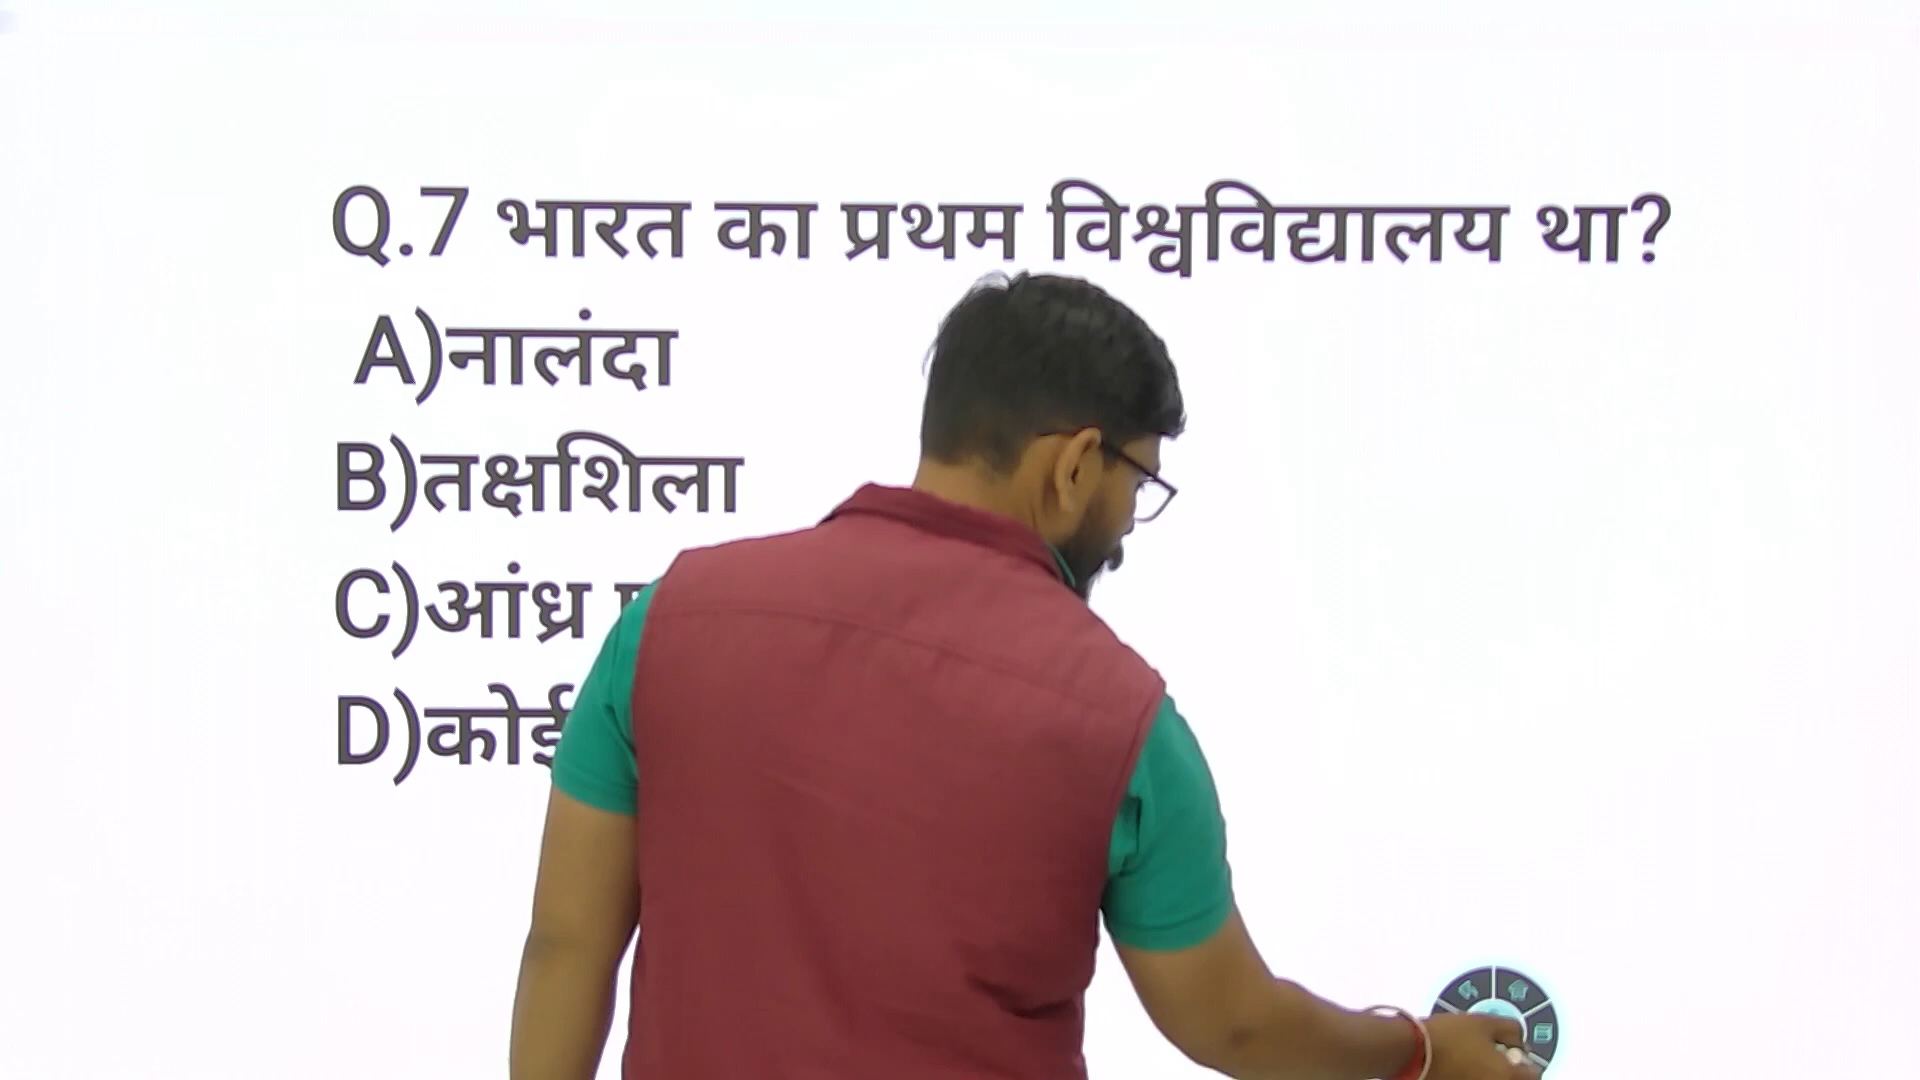 Q.7 भारत का प्रथम विश्वविद्यालय था?
A)नालंदा
B)तक्षशिला
C)आंध्र
D)कोई